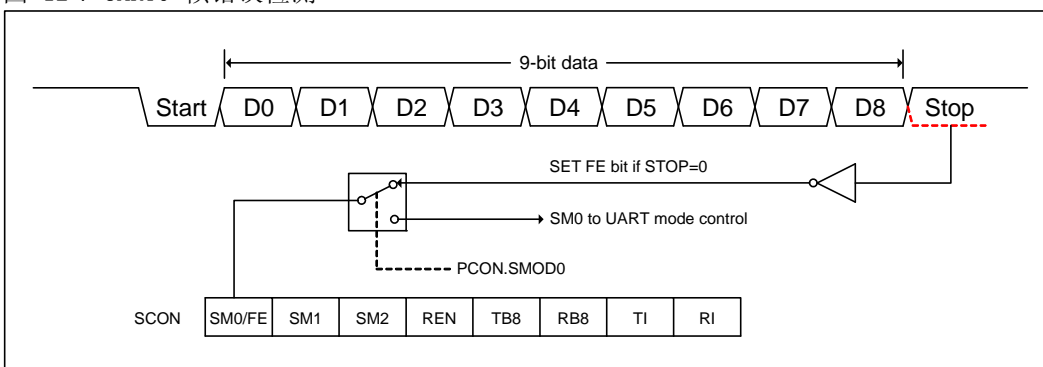 9-bit data
Start D0 D1 D2 D3 D4 D5 D6 D7 D8 Stop
SET FE bit if STOP=0
SM0 to UART mode control
PCON.SMOD0
SCON SM0/FE SM1 SM2 REN TB8 RB8 TI RI